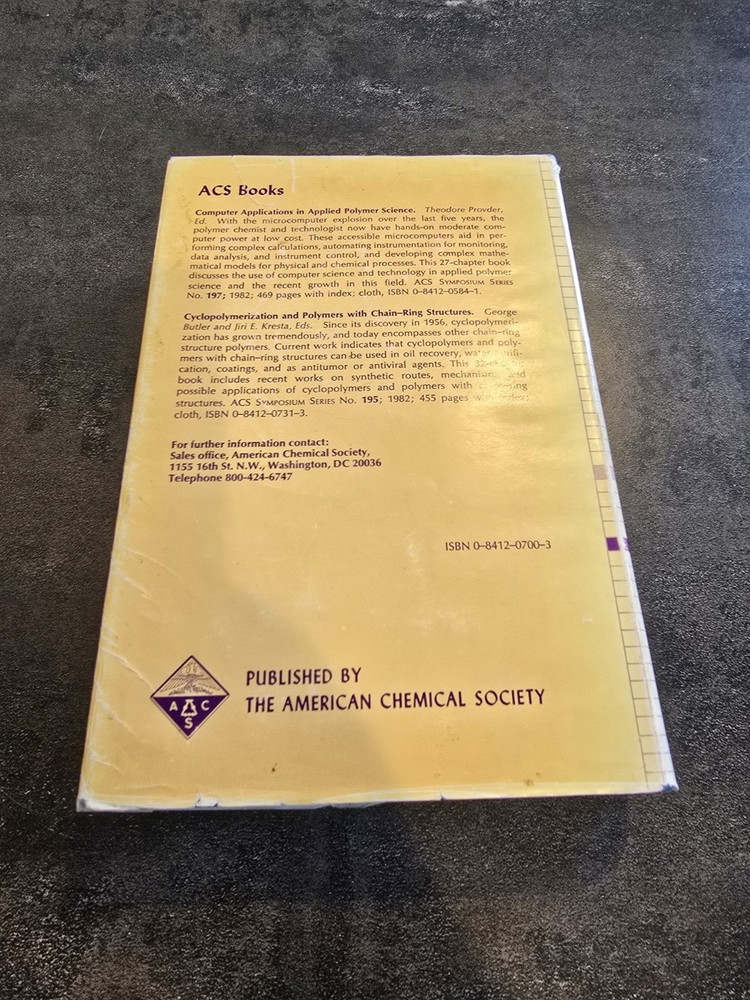 ACS Books
Computer Applications in Applied Polymer Science. Theodore Provder,
Ed. With the microcomputer explosion over the last five years, the
polymer chemist and technologist now have hands-on moderate com-
puter power at low cost. These accessible microcomputers aid in per-
forming complex calculations, automating instrumentation for monitoring,
data analysis, and instrument control, and developing complex mathe-
matical models for physical and chemical processes. This 27-chapter book
discusses the use of computer science and technology in applied polymer
science and the recent growth in this field. ACS SYMPOSIUM SERIES
No. 197; 1982; 469 pages with index; cloth, ISBN 0–8412–0584–1.
Cyclopolymerization and Polymers with Chain–Ring Structures. George
Butler and Jiri E. Kresta, Eds. Since its discovery in 1956, cyclopolymeri-
zation has grown tremendously, and today encompasses other chain–ring
structure polymers. Current work indicates that cyclopolymers and poly-
mers with chain–ring structures can be used in oil recovery,
cation, coatings, and as antitumor or antiviral agents. This
book includes recent works on synthetic routes, mechanisms, and
possible applications of cyclopolymers and polymers with
structures. ACS SYMPOSIUM SERIES No. 195; 1982; 455 pages with index;
cloth, ISBN 0–8412–0731–3.
For further information contact:
Sales office, American Chemical Society,
1155 16th St. N.W., Washington, DC 20036
Telephone 800-424-6747
ISBN 0–8412–0700–3
A C
S
PUBLISHED BY
THE AMERICAN CHEMICAL SOCIETY